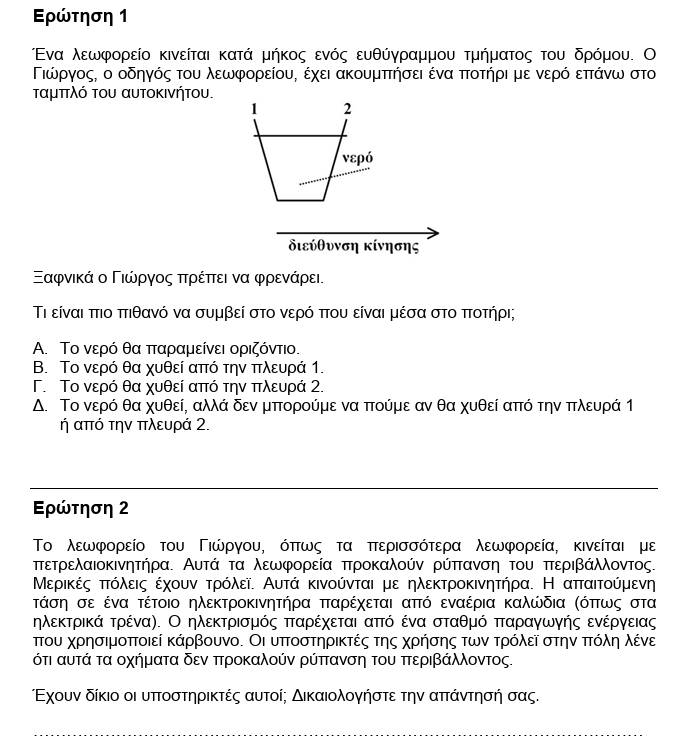 Ερώτηση 1
Ένα λεωφορείο κινείται κατά μήκος ενός ευθύγραμμου τμήματος του δρόμου. Ο
Γιώργος, ο οδηγός του λεωφορείου, έχει ακουμπήσει ένα ποτήρι με νερό επάνω στο
ταμπλό του αυτοκινήτου.
1 2
νερό
διεύθυνση κίνησης
Ξαφνικά ο Γιώργος πρέπει να φρενάρει.
Τι είναι πιο πιθανό να συμβεί στο νερό που είναι μέσα στο ποτήρι;
Α. Το νερό θα παραμείνει οριζόντιο.
Β. Το νερό θα χυθεί από την πλευρά 1.
Γ. Το νερό θα χυθεί από την πλευρά 2.
Δ. Το νερό θα χυθεί, αλλά δεν μπορούμε να πούμε αν θα χυθεί από την πλευρά 1
ή από την πλευρά 2.
Ερώτηση 2
Το λεωφορείο του Γιώργου, όπως τα περισσότερα λεωφορεία, κινείται με
πετρελαιοκινητήρα. Αυτά τα λεωφορεία προκαλούν ρύπανση του περιβάλλοντος.
Μερικές πόλεις έχουν τρόλεϊ. Αυτά κινούνται με ηλεκτροκινητήρα. Η απαιτούμενη
τάση σε ένα τέτοιο ηλεκτροκινητήρα παρέχεται από εναέρια καλώδια (όπως στα
ηλεκτρικά τρένα). Ο ηλεκτρισμός παρέχεται από ένα σταθμό παραγωγής ενέργειας
που χρησιμοποιεί κάρβουνο. Οι υποστηρικτές της χρήσης των τρόλεϊ στην πόλη λένε
ότι αυτά τα οχήματα δεν προκαλούν ρύπανση του περιβάλλοντος.
Έχουν δίκιο οι υποστηρικτές αυτοί; Δικαιολογήστε την απάντησή σας.